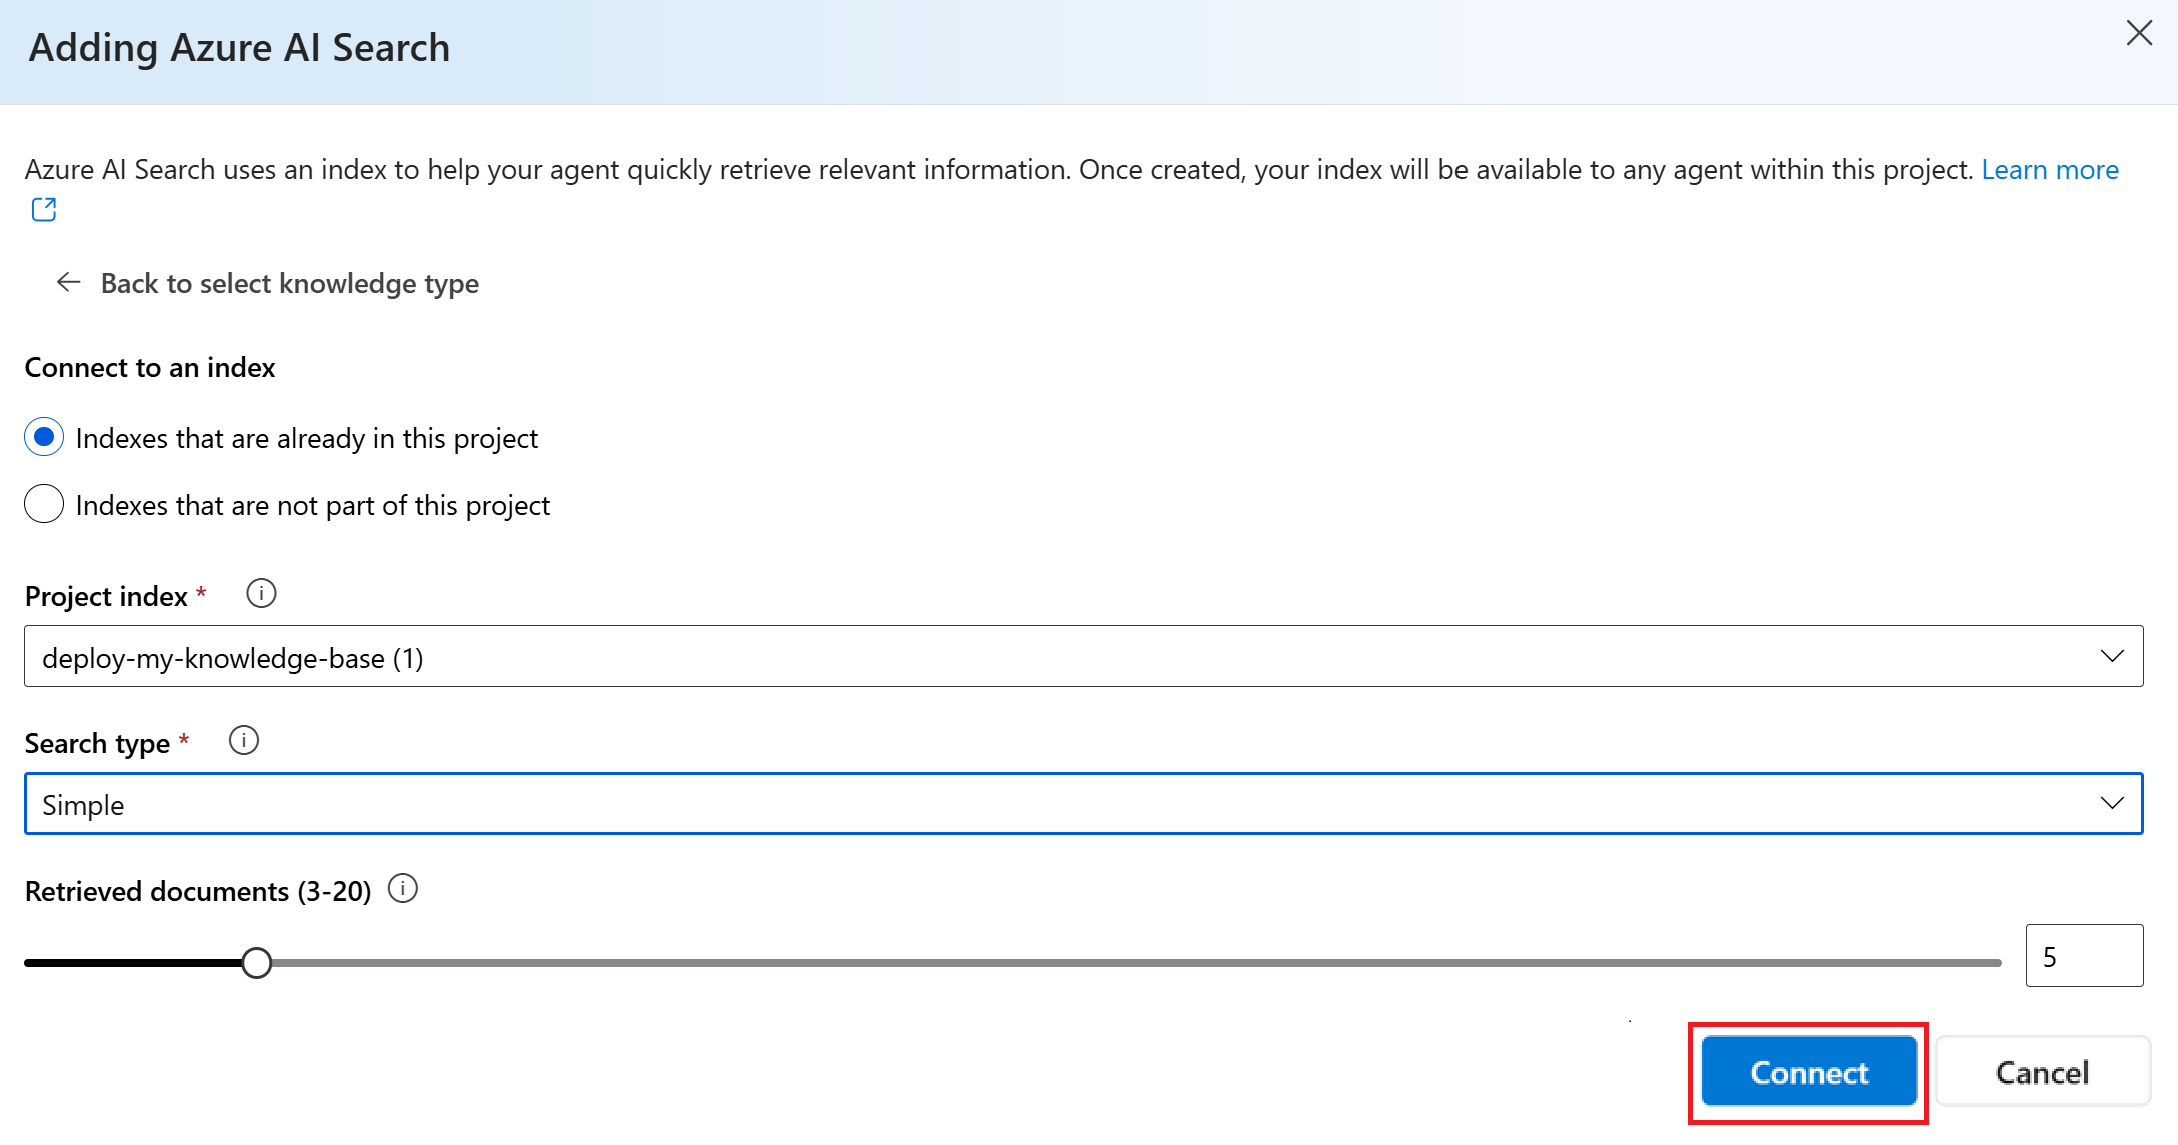 Adding Azure AI Search
Azure AI Search uses an index to help your agent quickly retrieve relevant information. Once created, your index will be available to any agent within this project. Learn more
Back to select knowledge type
Connect to an index
Indexes that are already in this project
Indexes that are not part of this project
Project index *
deploy-my-knowledge-base (1)
Search type *
Simple
Retrieved documents (3-20)
5
Connect Cancel